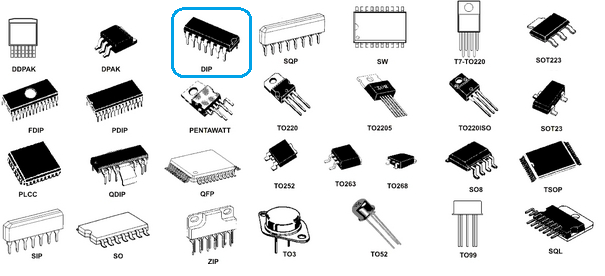 DDPAK
DPAK
DIP
SQP
SW
T7-TO220
SOT223
FDIP
PDIP
PENTAWATT
TO220
TO2205
TO220ISO
SOT23
PLCC
QDIP
QFP
TO252
TO263
TO268
SO8
TSOP
SIP
SO
ZIP
TO3
TO52
TO99
SQL